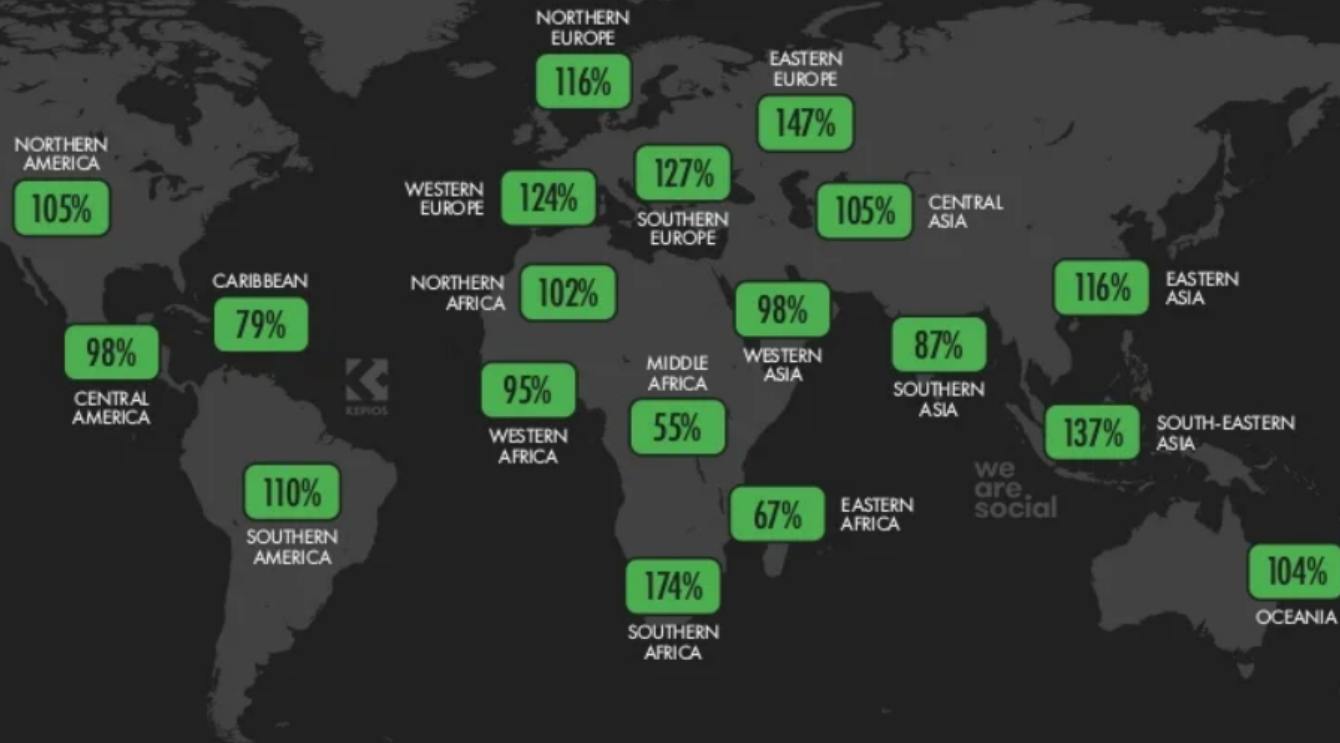 NORTHERN
EUROPE
116%
EASTERN
EUROPE
147%
NORTHERN
AMERICA
105%
WESTERN
EUROPE
124%
127%
SOUTHERN
EUROPE
105%
CENTRAL
ASIA
CARIBBEAN
79%
NORTHERN
AFRICA
102%
98%
WESTERN
ASIA
116%
EASTERN
ASIA
98%
CENTRAL
AMERICA
KEPIOS
95%
WESTERN
AFRICA
MIDDLE
AFRICA
55%
87%
SOUTHERN
ASIA
137%
SOUTH-EASTERN
ASIA
we
are.
social
110%
SOUTHERN
AMERICA
67%
EASTERN
AFRICA
174%
SOUTHERN
AFRICA
104%
OCEANIA